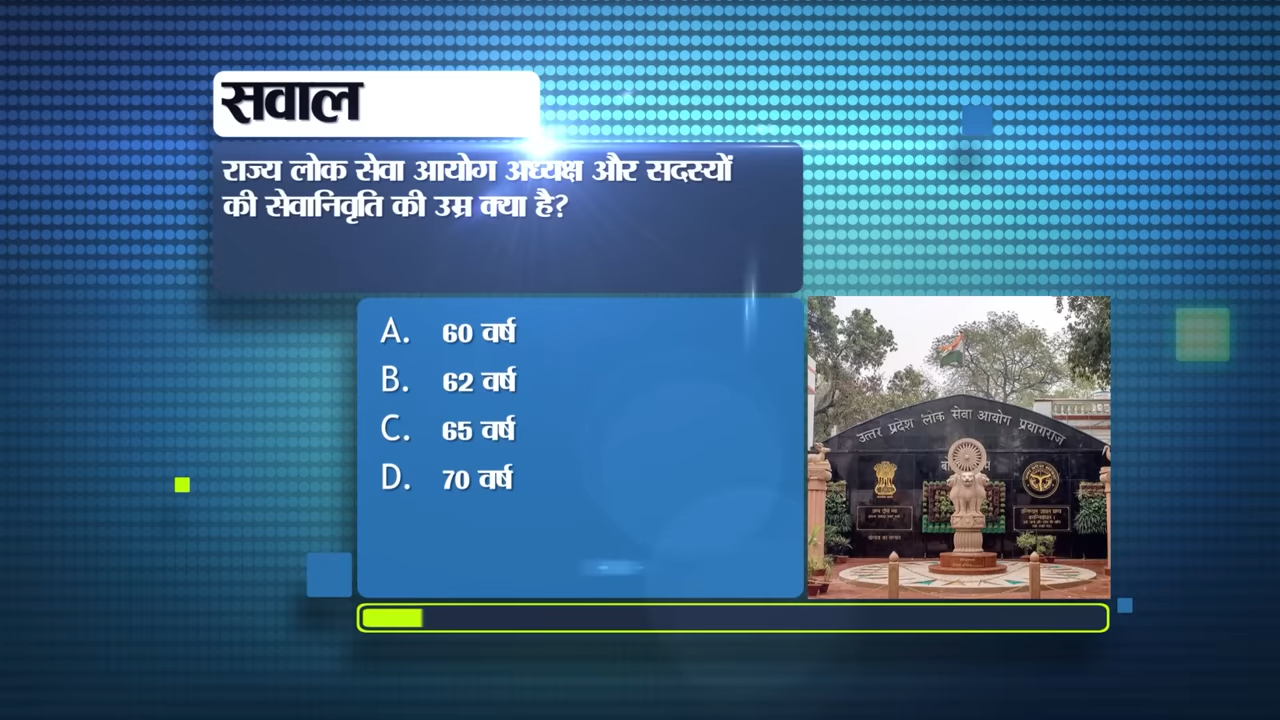 सवाल
राज्य लोक सेवा आयोग अध्यक्ष और सदस्यों
की सेवानिवृति की उम्र क्या है?
A. 60 वर्ष
B. 62 वर्ष
C. 65 वर्ष
D. 70 वर्ष
उत्तर प्रदेश लोक सेवा आयोग प्रयागराज